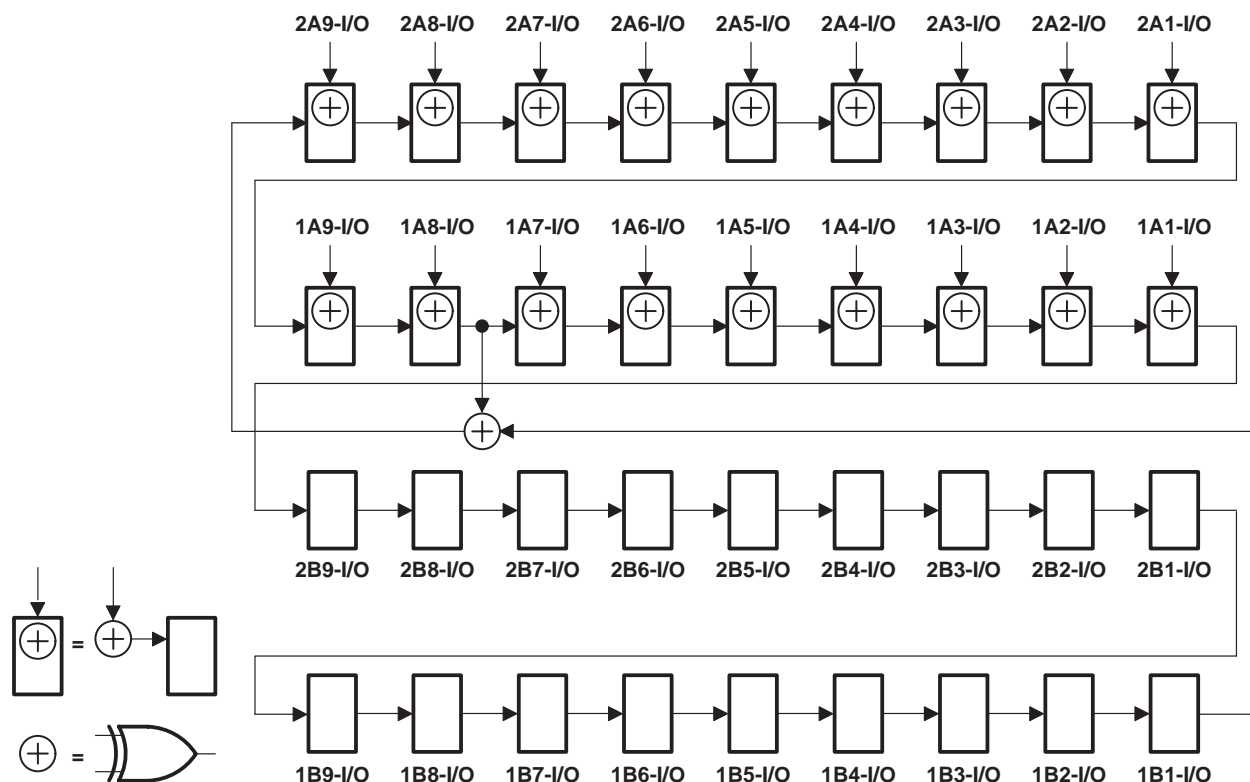 2A9-I/O 2A8-I/O 2A7-I/O 2A6-I/O 2A5-I/O 2A4-I/O 2A3-I/O 2A2-I/O 2A1-I/O
1A9-I/O 1A8-I/O 1A7-I/O 1A6-I/O 1A5-I/O 1A4-I/O 1A3-I/O 1A2-I/O 1A1-I/O
2B9-I/O 2B8-I/O 2B7-I/O 2B6-I/O 2B5-I/O 2B4-I/O 2B3-I/O 2B2-I/O 2B1-I/O
=
=
1B9-I/O 1B8-I/O 1B7-I/O 1B6-I/O 1B5-I/O 1B4-I/O 1B3-I/O 1B2-I/O 1B1-I/O